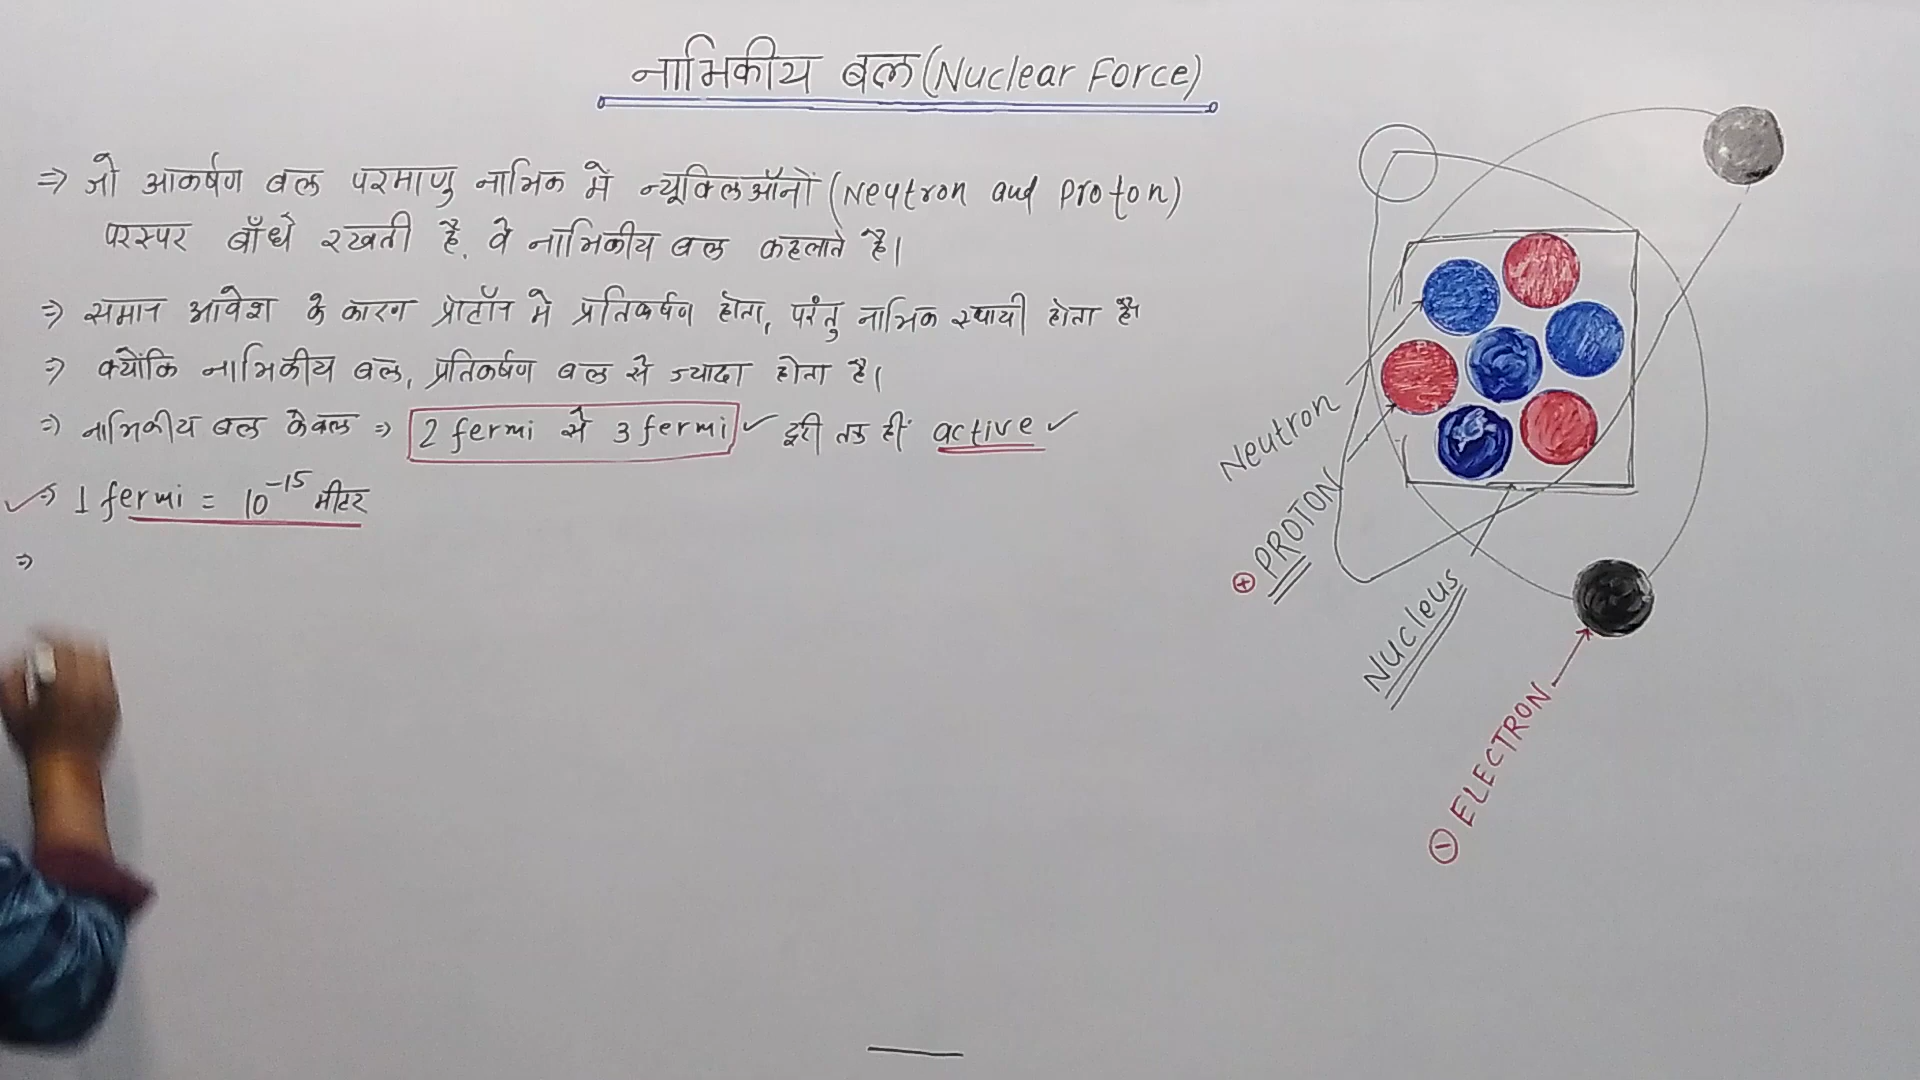 नाभिकीय बल (Nuclear Force)
⇒ जो आकर्षण बल परमाणु नाभिक में न्यूक्लिऑनों (Neutron and Proton)
परस्पर बाँधे रखती है, वे नाभिकीय बल कहलाते है।
⇒ समान आवेश के कारण प्रोटॉन मे प्रतिकर्षण होता, परंतु नाभिक स्थायी होता है।
⇒ क्योंकि नाभिकीय बल, प्रतिकर्षण बल से ज्यादा होता है।
⇒ नाभिकीय बल केवल ⇒ 2 fermi से 3 fermi ✓ दूरी तक हीं active ✓
✓⇒ 1 fermi = 10⁻¹⁵ मीटर
⇒
Neutron
⊕ PROTON
Nucleus
⊖ ELECTRON